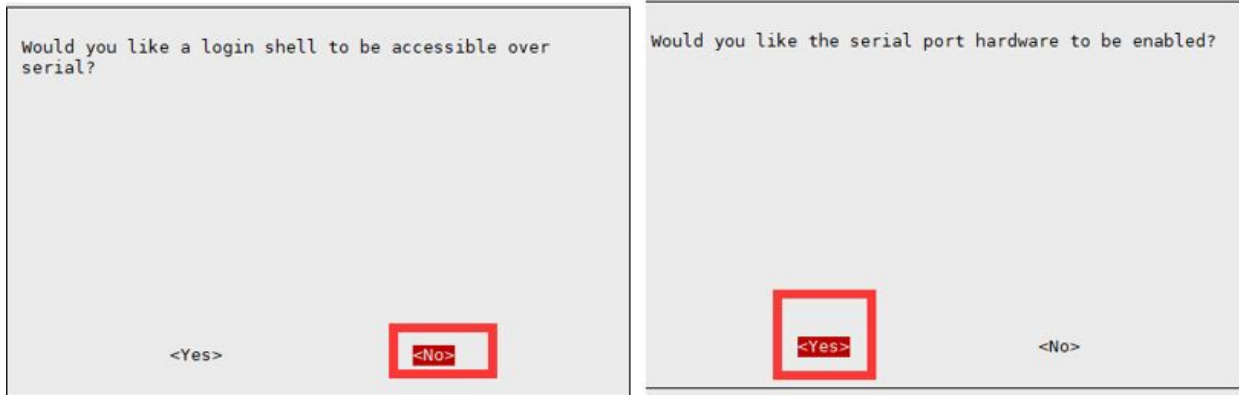 Would you like a login shell to be accessible over
serial?
<Yes> <No>
Would you like the serial port hardware to be enabled?
<Yes> <No>